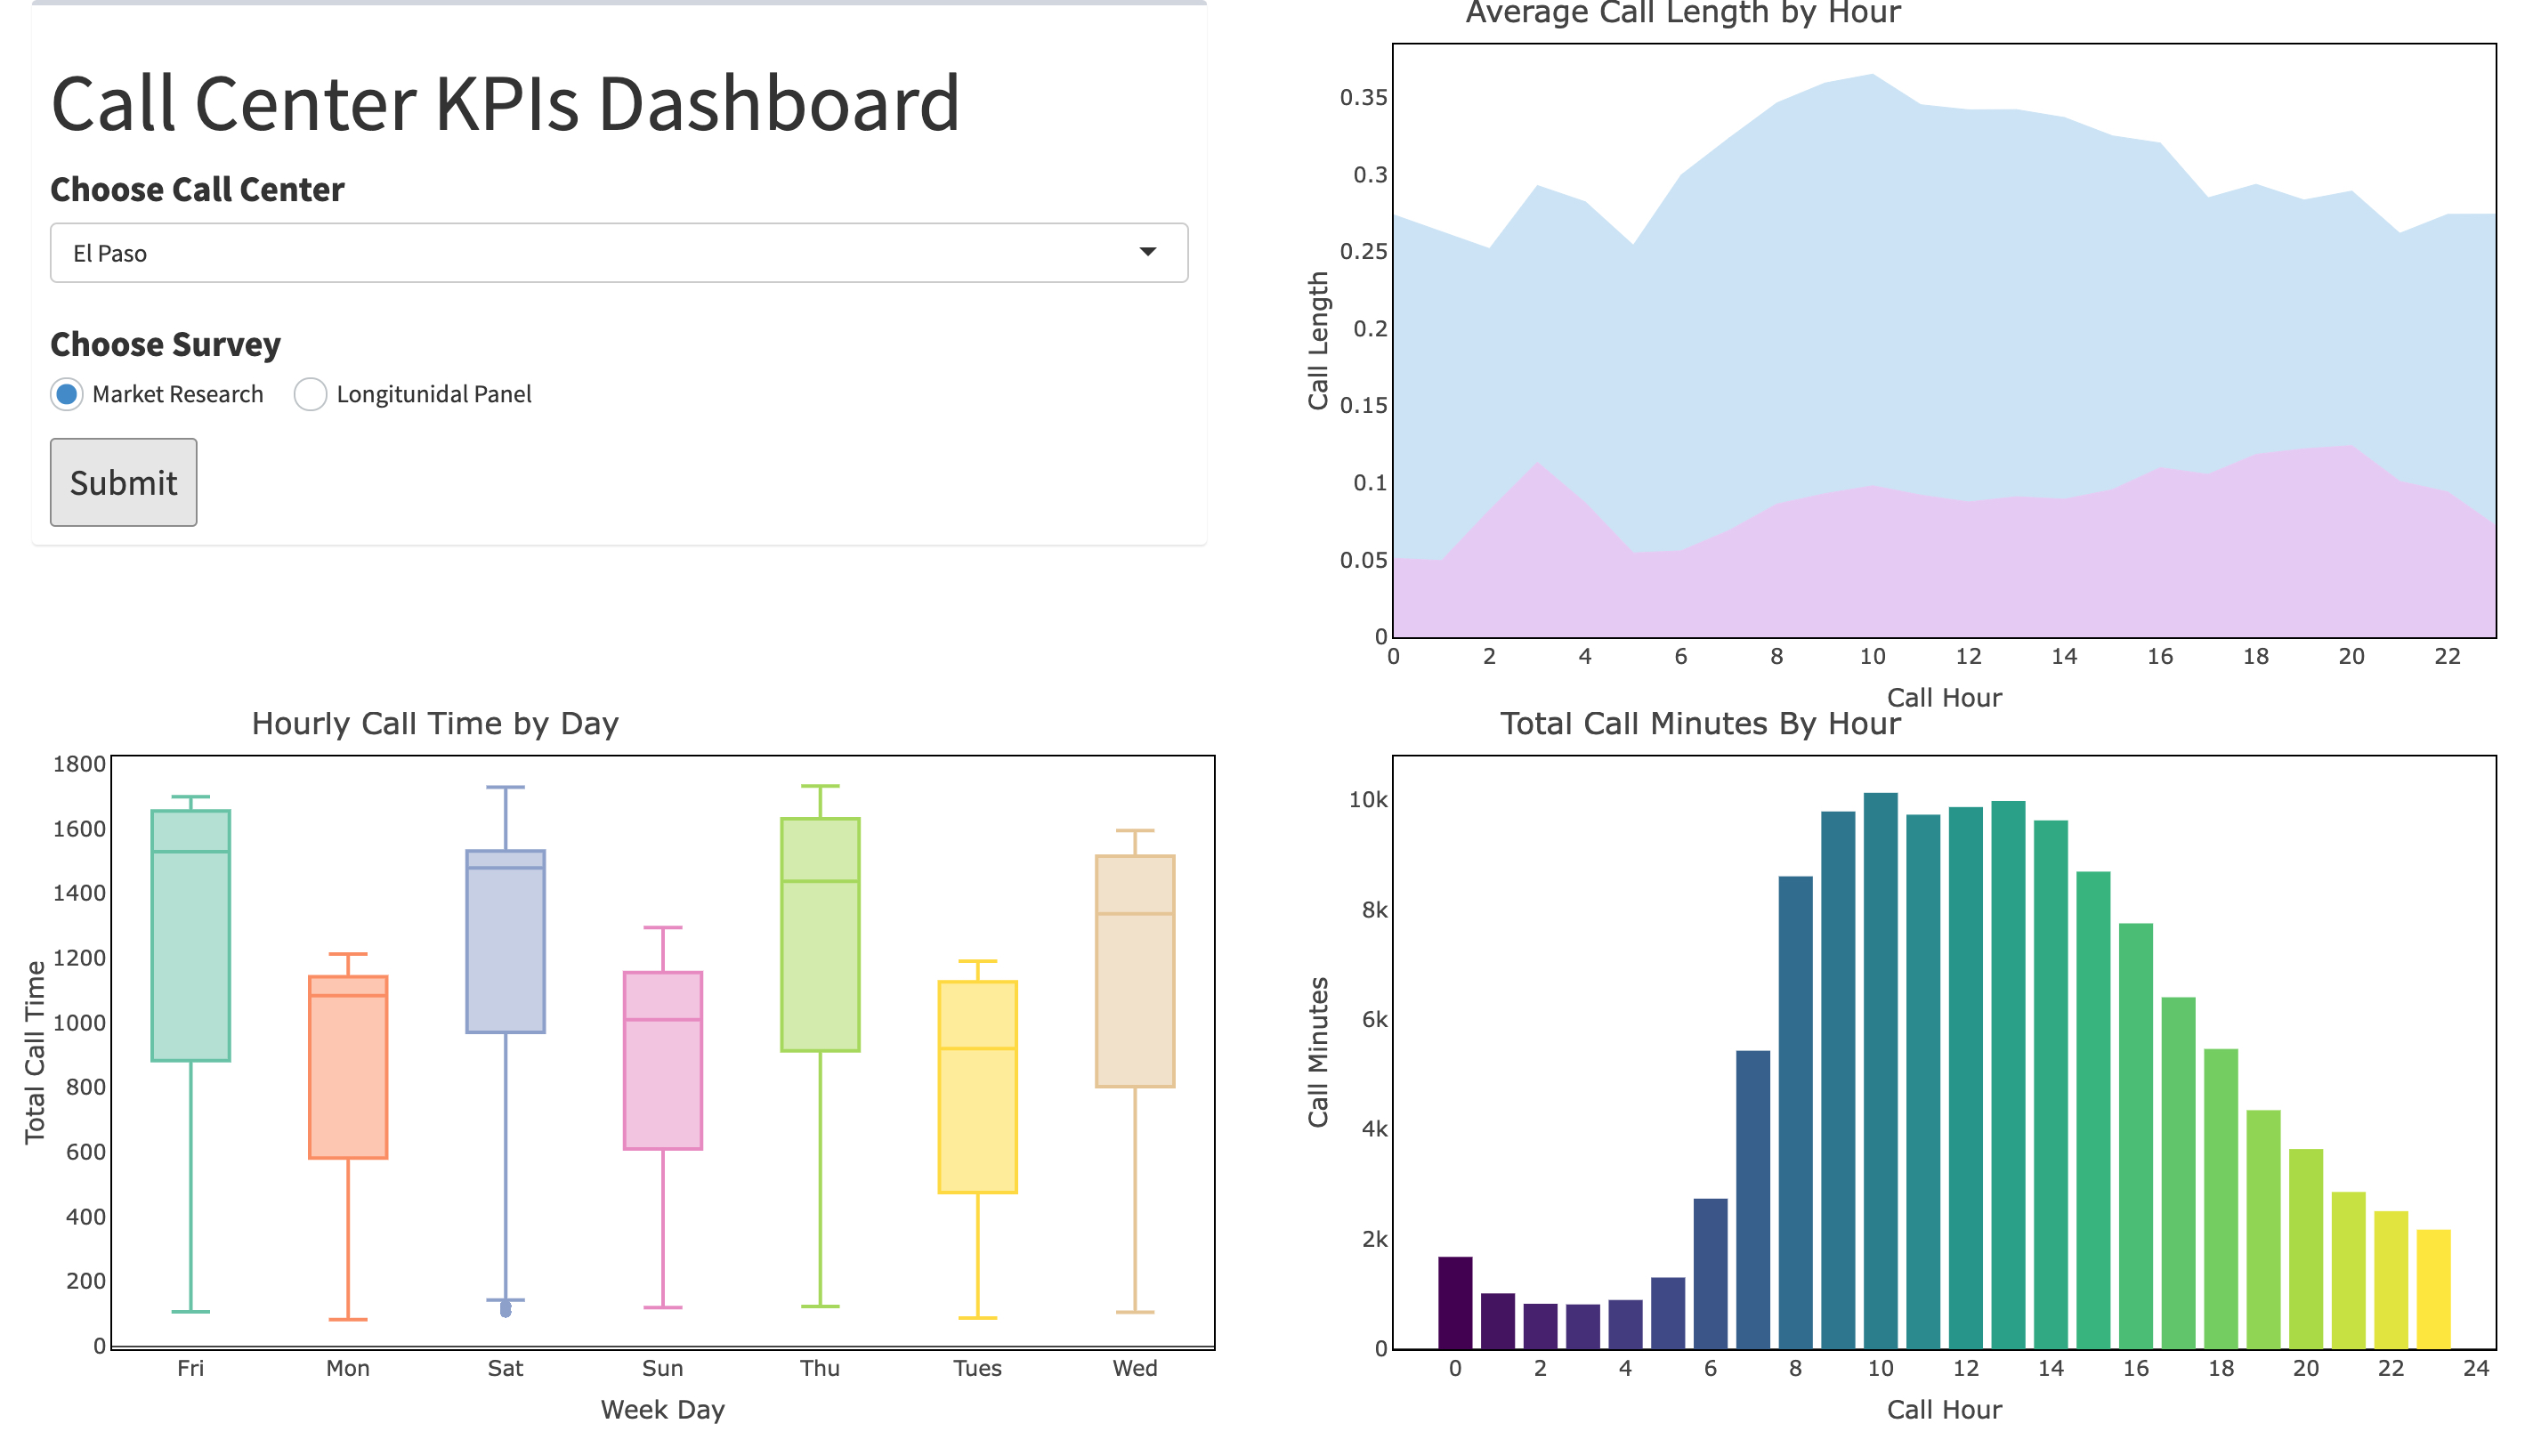 Call Center KPIs Dashboard
Choose Call Center
El Paso
Choose Survey
Market Research Longitunidal Panel
Submit
Average Call Length by Hour
0.35
0.3
0.25
0.2
0.15
0.1
0.05
0
Call Length
0 2 4 6 8 10 12 14 16 18 20 22
Call Hour
Hourly Call Time by Day
1800
1600
1400
1200
1000
800
600
400
200
0
Total Call Time
Fri Mon Sat Sun Thu Tues Wed
Week Day
Total Call Minutes By Hour
10k
8k
6k
4k
2k
0
Call Minutes
0 2 4 6 8 10 12 14 16 18 20 22 24
Call Hour